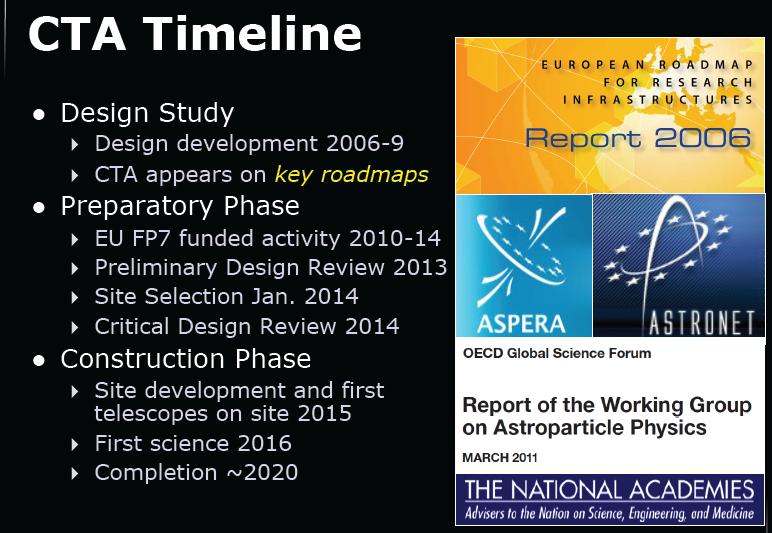 CTA Timeline
Design Study
Design development 2006-9
CTA appears on key roadmaps
Preparatory Phase
EU FP7 funded activity 2010-14
Preliminary Design Review 2013
Site Selection Jan. 2014
Critical Design Review 2014
Construction Phase
Site development and first
telescopes on site 2015
First science 2016
Completion ~2020
EUROPEAN ROADMAP
FOR RESEARCH
INFRASTRUCTURES
Report 2006
ASPERA
ASTRONET
OECD Global Science Forum
Report of the Working Group
on Astroparticle Physics
MARCH 2011
THE NATIONAL ACADEMIES
Advisers to the Nation on Science, Engineering, and Medicine